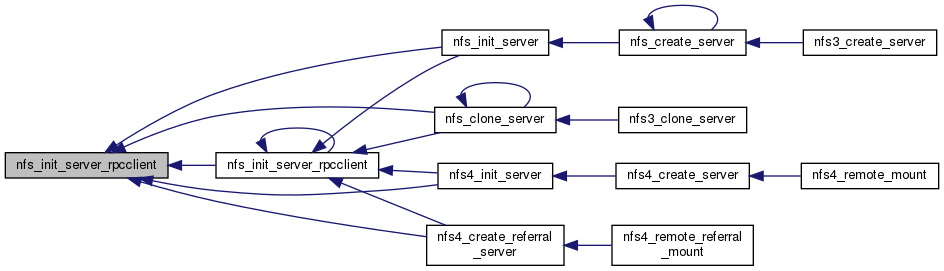 nfs_init_server
nfs_create_server
nfs3_create_server
nfs_clone_server
nfs3_clone_server
nfs_init_server_rpcclient
nfs_init_server_rpcclient
nfs4_init_server
nfs4_create_server
nfs4_remote_mount
nfs4_create_referral
_server
nfs4_remote_referral
_mount